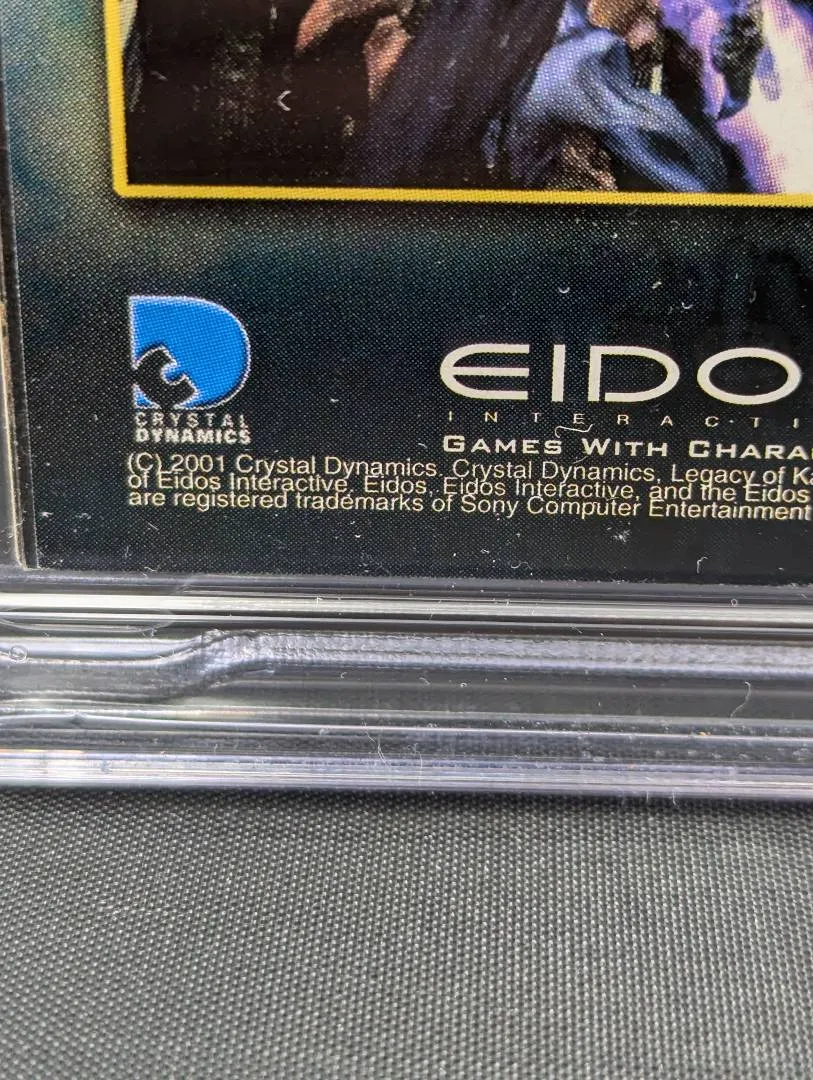 CRYSTAL
DYNAMICS
EIDO
INTERACTI
GAMES WITH CHARA
(C) 2001 Crystal Dynamics. Crystal Dynamics, Legacy of Ka
of Eidos Interactive, Eidos, Eidos Interactive, and the Eidos
are registered trademarks of Sony Computer Entertainment